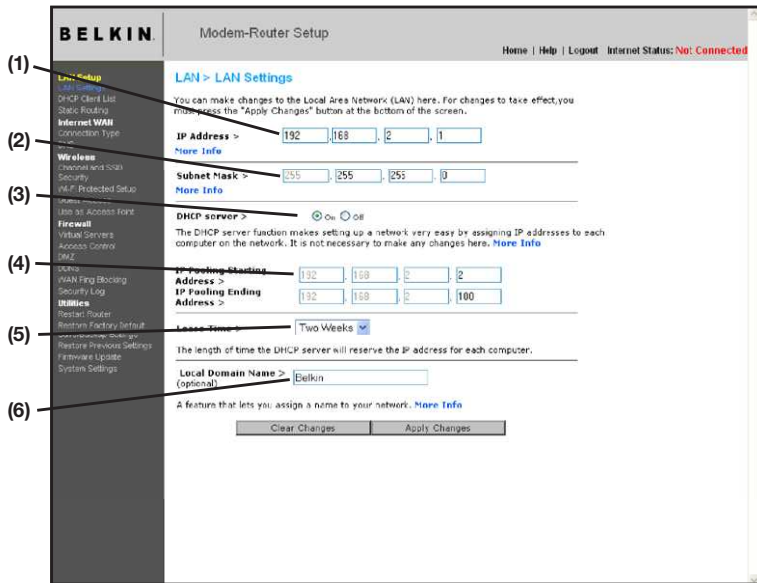 BELKIN.
Modem-Router Setup
Home | Help | Logout Internet Status: Not Connected
(1)
(2)
(3)
(4)
(5)
(6)
LAN Setup
LAN Settings
DHCP Client List
Static Routing
Internet WAN
Connection Type
DNS
Wireless
Channel and SSID
Security
Wi-Fi Protected Setup
Guest Access
Use as Access Point
Firewall
Virtual Servers
Access Control
DMZ
DDNS
WAN Ping Blocking
Security Log
Utilities
Restart Router
Restore Factory Default
Save/Backup Settings
Restore Previous Settings
Firmware Update
System Settings
LAN > LAN Settings
You can make changes to the Local Area Network (LAN) here. For changes to take effect,you
must press the "Apply Changes" button at the bottom of the screen.
IP Address > 192 .168 . 2 . 1
More Info
Subnet Mask > 255 . 255 . 255 . 0
More Info
DHCP server > On Off
The DHCP server function makes setting up a network very easy by assigning IP addresses to each
computer on the network. It is not necessary to make any changes here. More Info
IP Pooling Starting
Address > 192 . 168 . 2 . 2
IP Pooling Ending
Address > 192 . 168 . 2 . 100
Lease Time > Two Weeks
The length of time the DHCP server will reserve the IP address for each computer.
Local Domain Name > Belkin
(optional)
A feature that lets you assign a name to your network. More Info
Clear Changes Apply Changes